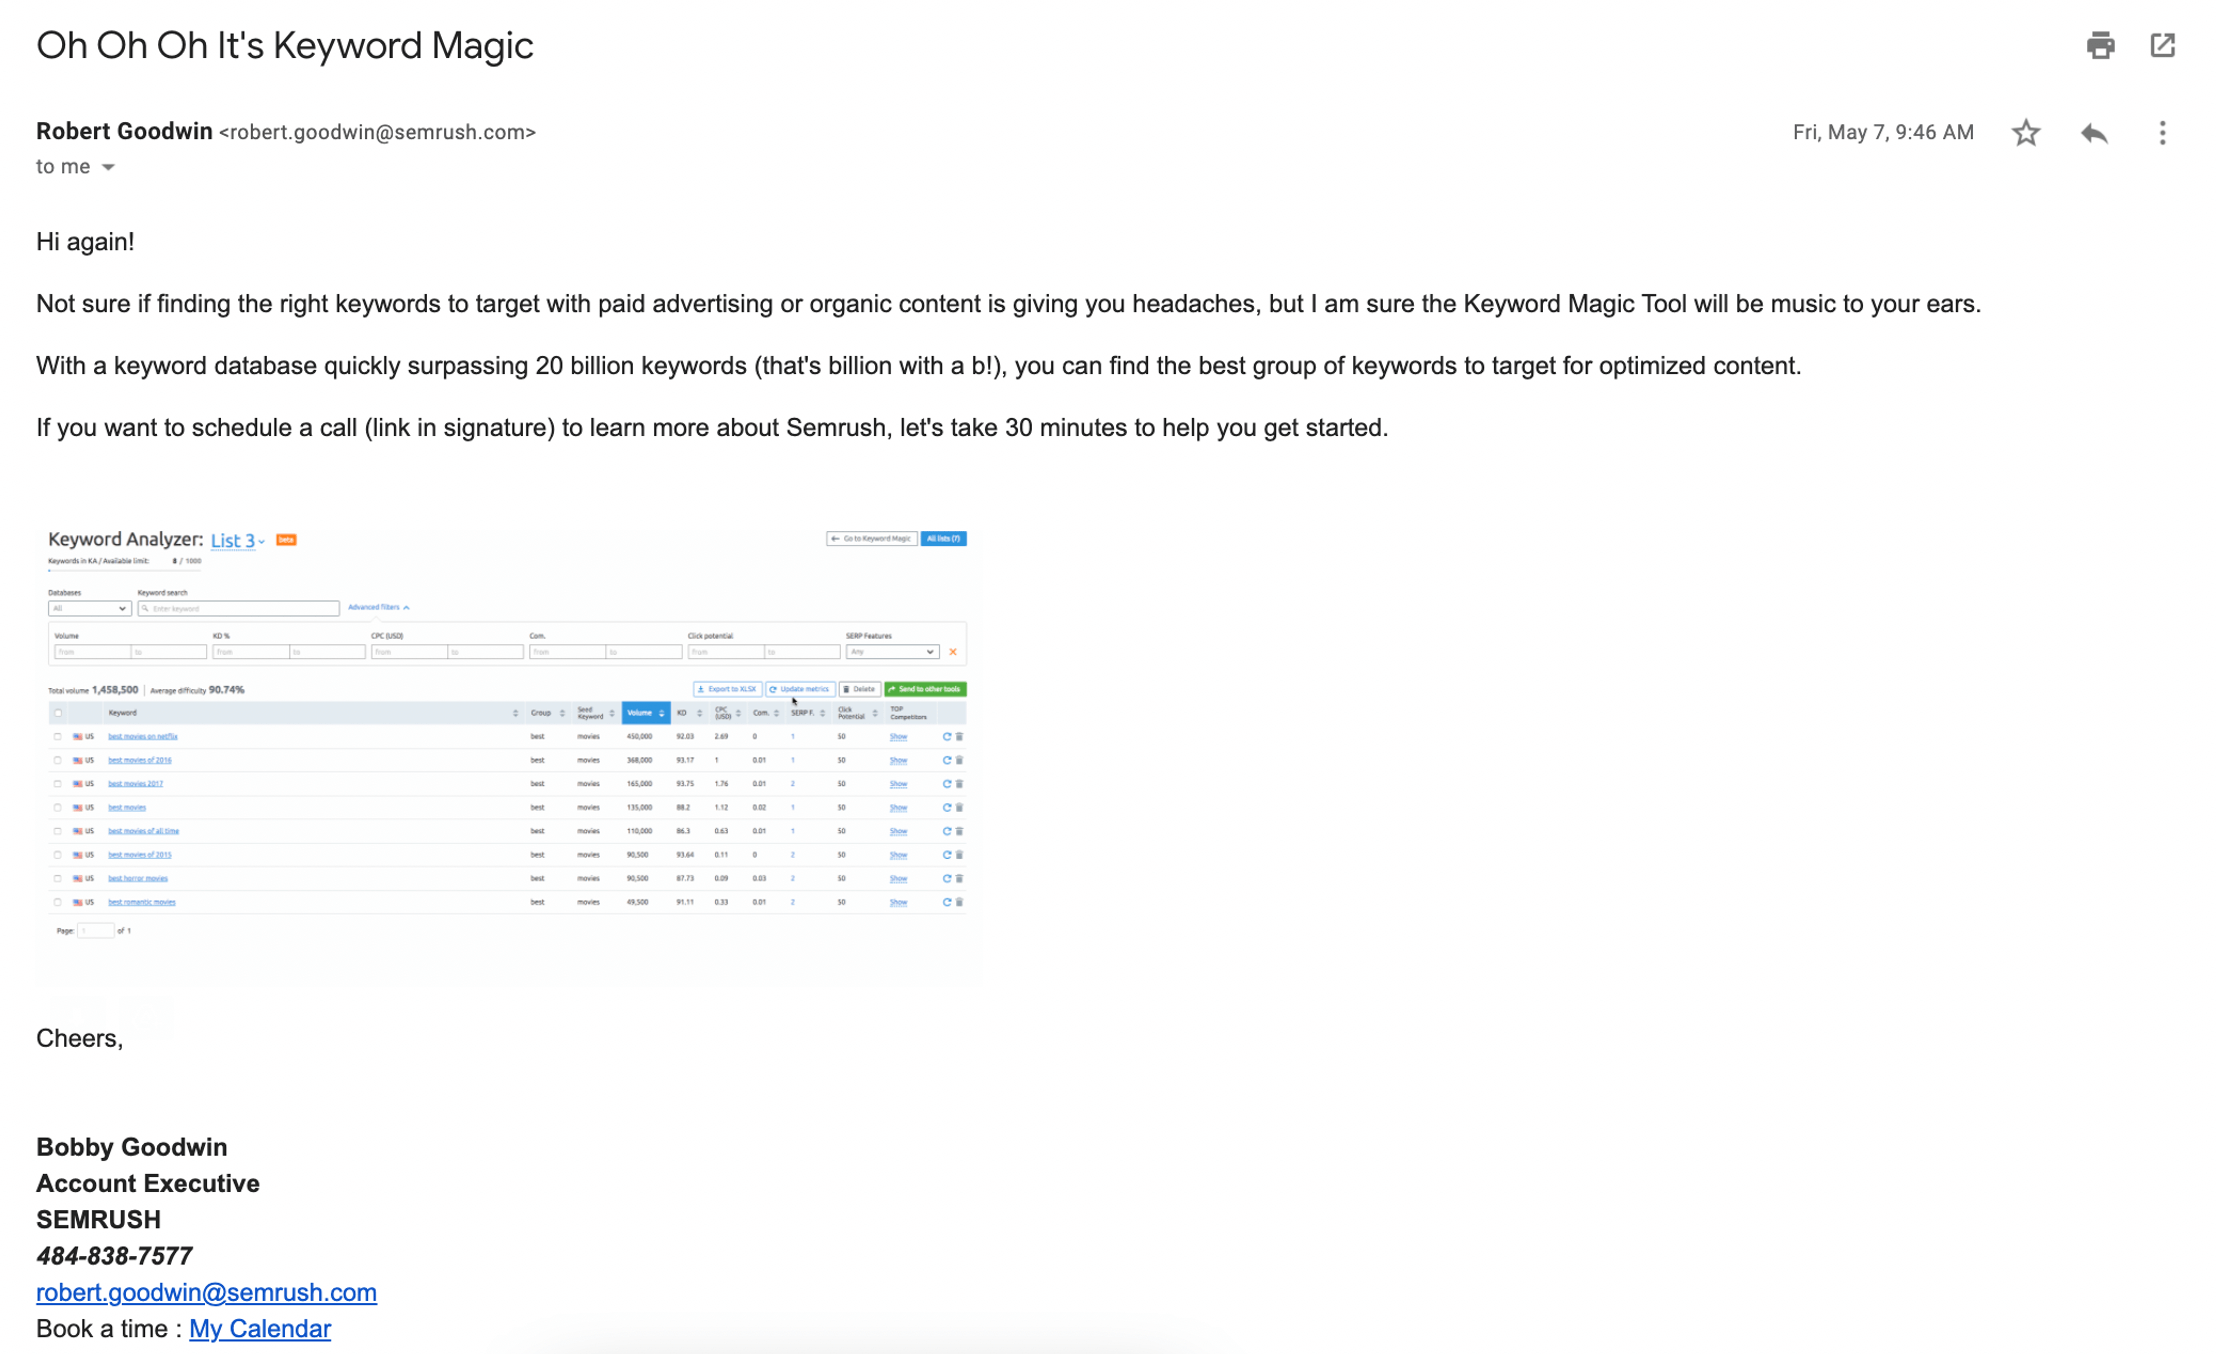 Oh Oh Oh It's Keyword Magic
Robert Goodwin <robert.goodwin@semrush.com>
Fri, May 7, 9:46 AM
to me
Hi again!
Not sure if finding the right keywords to target with paid advertising or organic content is giving you headaches, but I am sure the Keyword Magic Tool will be music to your ears.
With a keyword database quickly surpassing 20 billion keywords (that's billion with a b!), you can find the best group of keywords to target for optimized content.
If you want to schedule a call (link in signature) to learn more about Semrush, let's take 30 minutes to help you get started.
Keyword Analyzer: List 3 beta
Go to Keyword Magic All lists (7)
Keywords in KA / Available limit: 8 / 1000
Databases Keyword search
All Enter keyword Advanced filters
Volume KD % CPC (USD) Com. Click potential SERP Features
from to from to from to from to from to Any
Total volume 1,458,500 Average difficulty 90.74% Export to XLSX Update metrics Delete Send to other tools
Keyword Group Seed Keyword Volume KD CPC (USD) Com. SERP F. Click Potential TOP Competitors
US best movies on netflix best movies 450,000 92.03 2.69 0 1 50 Show
US best movies of 2016 best movies 368,000 93.17 1 0.01 1 50 Show
US best movies 2017 best movies 165,000 93.75 1.76 0.01 2 50 Show
US best movies best movies 135,000 88.2 1.12 0.02 1 50 Show
US best movies of all time best movies 110,000 86.3 0.63 0.01 1 50 Show
US best movies of 2015 best movies 90,500 93.64 0.11 0 2 50 Show
US best horror movies best movies 90,500 87.73 0.09 0.03 2 50 Show
US best romantic movies best movies 49,500 91.11 0.33 0.01 2 50 Show
Page: 1 of 1
Cheers,
Bobby Goodwin
Account Executive
SEMRUSH
484-838-7577
robert.goodwin@semrush.com
Book a time : My Calendar